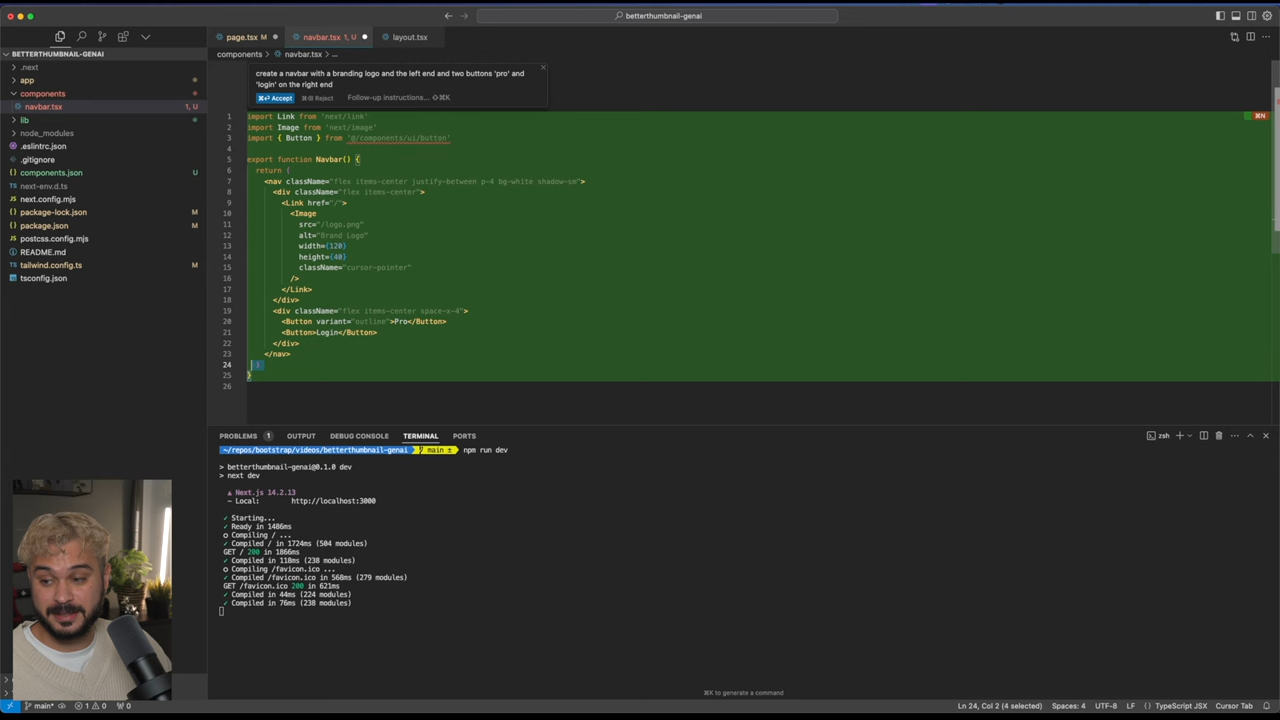 betterthumbnail-genai
page.tsx
navbar.tsx 1, U
layout.tsx
BETTERTHUMBNAIL-GENAI
components > navbar.tsx > ...
.next
app
components
navbar.tsx 1, U
lib
node_modules
.eslintrc.json
.gitignore
components.json U
next-env.d.ts
next.config.mjs
package-lock.json M
package.json M
postcss.config.mjs
README.md
tailwind.config.ts M
tsconfig.json
create a navbar with a branding logo and the left end and two buttons 'pro' and
'login' on the right end
⌘⏎ Accept ⌘⌫ Reject Follow-up instructions... ⇧⌘K
⌘N
1 import Link from 'next/link'
2 import Image from 'next/image'
3 import { Button } from '@/components/ui/button'
4
5 export function Navbar() {
6 return (
7 <nav className="flex items-center justify-between p-4 bg-white shadow-sm">
8 <div className="flex items-center">
9 <Link href="/">
10 <Image
11 src="/logo.png"
12 alt="Brand Logo"
13 width={120}
14 height={40}
15 className="cursor-pointer"
16 />
17 </Link>
18 </div>
19 <div className="flex items-center space-x-4">
20 <Button variant="outline">Pro</Button>
21 <Button>Login</Button>
22 </div>
23 </nav>
24 )
25 }
26
PROBLEMS 1 OUTPUT DEBUG CONSOLE TERMINAL PORTS
zsh
~/repos/bootstrap/videos/betterthumbnail-genai main ± npm run dev
> betterthumbnail-genai@0.1.0 dev
> next dev
▲ Next.js 14.2.13
- Local: http://localhost:3000
✓ Starting...
✓ Ready in 1486ms
○ Compiling / ...
✓ Compiled / in 1724ms (504 modules)
GET / 200 in 1866ms
✓ Compiled in 118ms (238 modules)
○ Compiling /favicon.ico ...
✓ Compiled /favicon.ico in 568ms (279 modules)
GET /favicon.ico 200 in 621ms
✓ Compiled in 44ms (224 modules)
✓ Compiled in 76ms (238 modules)
⌘K to generate a command
main* 1 0 0
Ln 24, Col 2 (4 selected) Spaces: 4 UTF-8 LF {} TypeScript JSX Cursor Tab